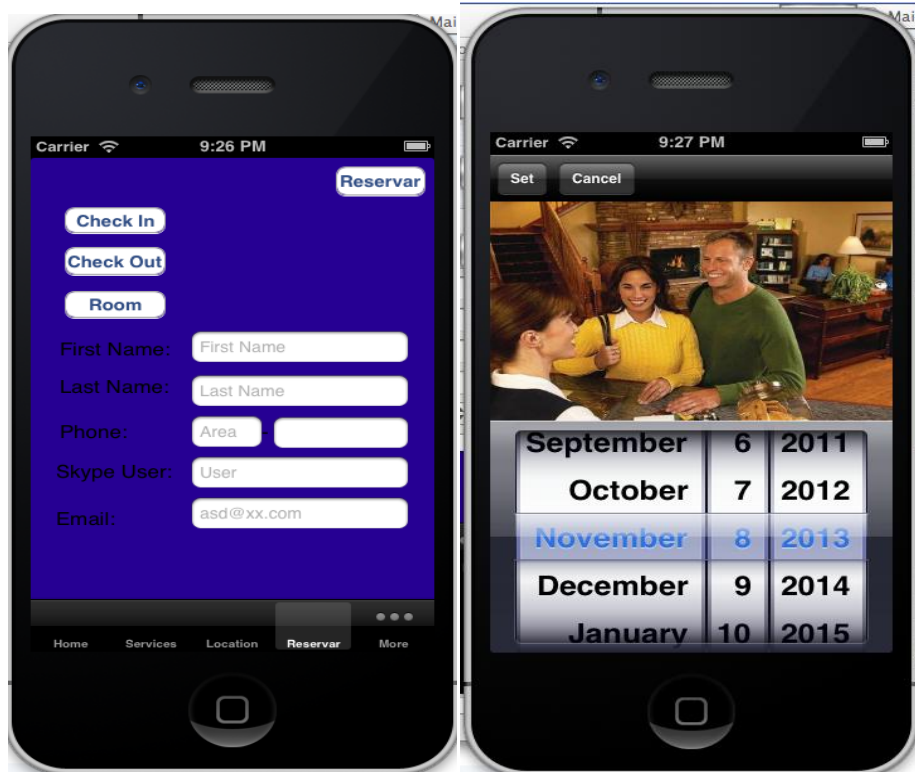 Mai
Carrier 9:26 PM
Reservar
Check In
Check Out
Room
First Name: First Name
Last Name: Last Name
Phone: Area -
Skype User: User
Email: asd@xx.com
Home Services Location Reservar More
Mai
Carrier 9:27 PM
Set Cancel
September 6 2011
October 7 2012
November 8 2013
December 9 2014
January 10 2015